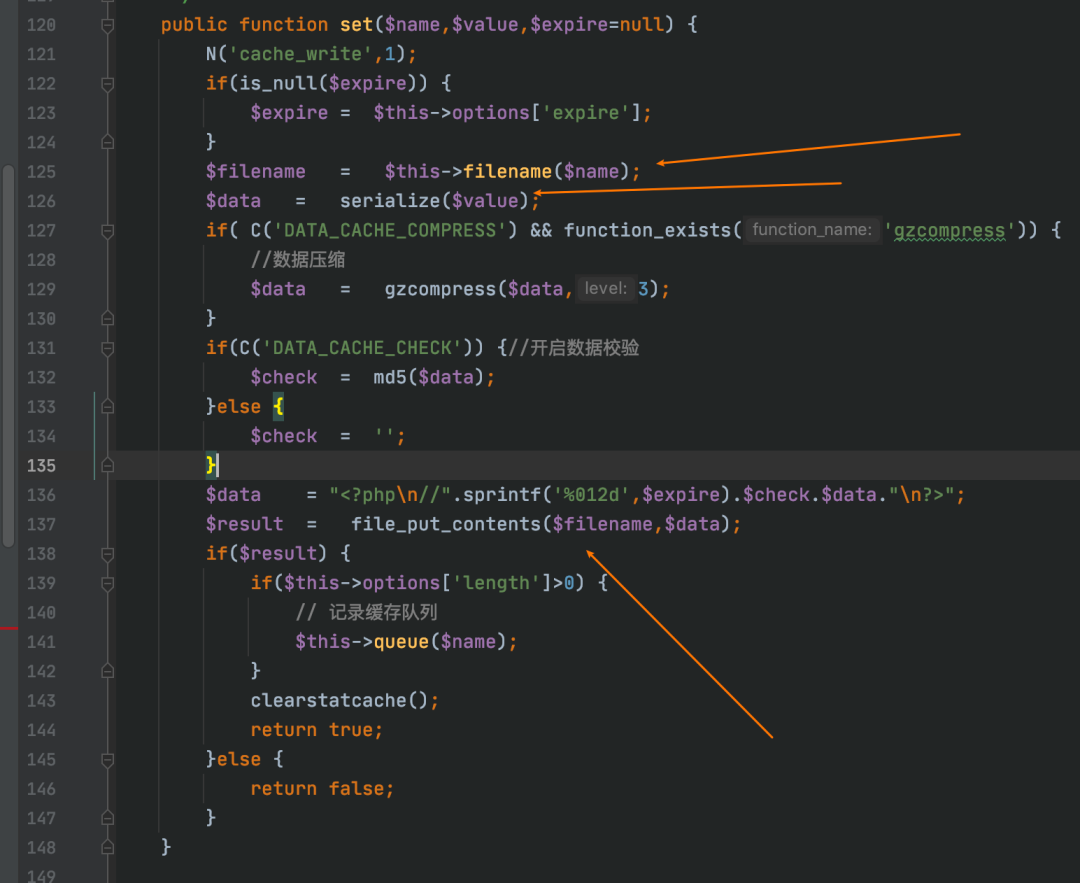 120 public function set($name,$value,$expire=null) {
121 N('cache_write',1);
122 if(is_null($expire)) {
123 $expire = $this->options['expire'];
124 }
125 $filename = $this->filename($name);
126 $data = serialize($value);
127 if( C('DATA_CACHE_COMPRESS') && function_exists( function_name: 'gzcompress')) {
128 //数据压缩
129 $data = gzcompress($data, level: 3);
130 }
131 if(C('DATA_CACHE_CHECK')) {//开启数据校验
132 $check = md5($data);
133 }else {
134 $check = '';
135 }
136 $data = "<?php\n//".sprintf('%012d',$expire).$check.$data."\n?>";
137 $result = file_put_contents($filename,$data);
138 if($result) {
139 if($this->options['length']>0) {
140 // 记录缓存队列
141 $this->queue($name);
142 }
143 clearstatcache();
144 return true;
145 }else {
146 return false;
147 }
148 }
149